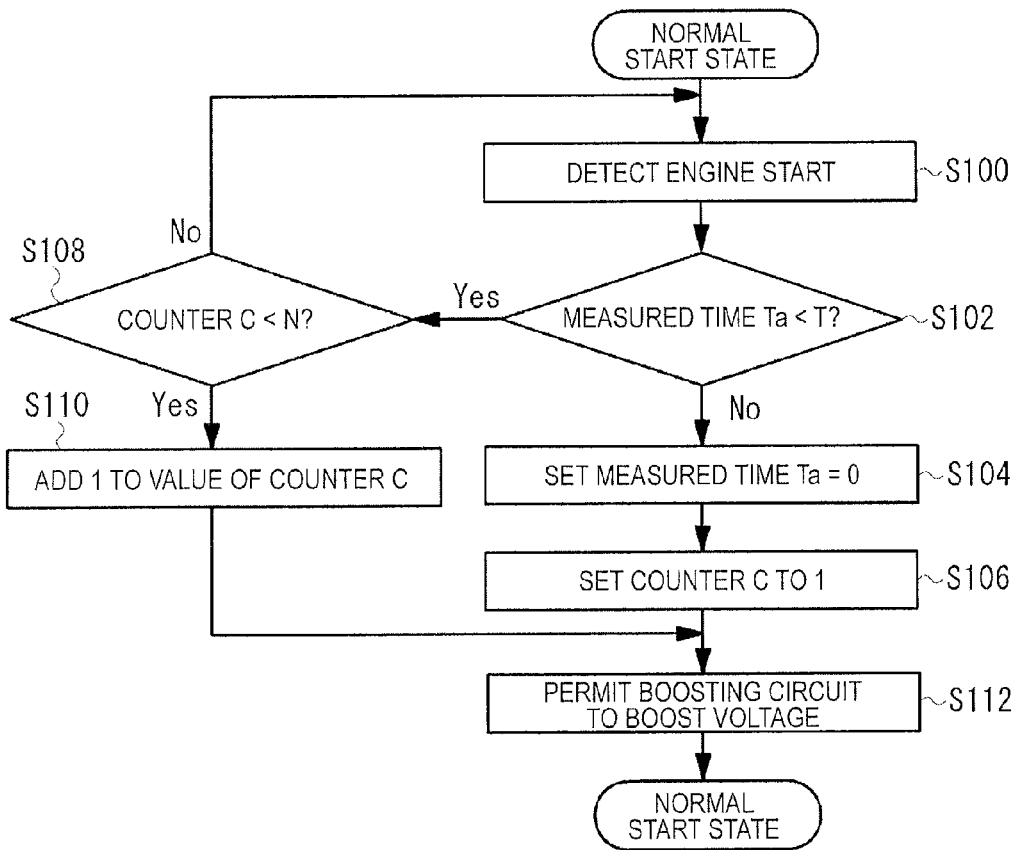 NORMAL
START STATE
DETECT ENGINE START
S100
No
S108
COUNTER C < N?
Yes
MEASURED TIME Ta < T?
S102
S110
Yes
No
ADD 1 TO VALUE OF COUNTER C
SET MEASURED TIME Ta = 0
S104
SET COUNTER C TO 1
S106
PERMIT BOOSTING CIRCUIT
TO BOOST VOLTAGE
S112
NORMAL
START STATE